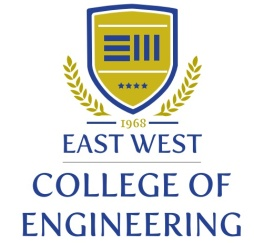 1968
EAST WEST
COLLEGE OF
ENGINEERING